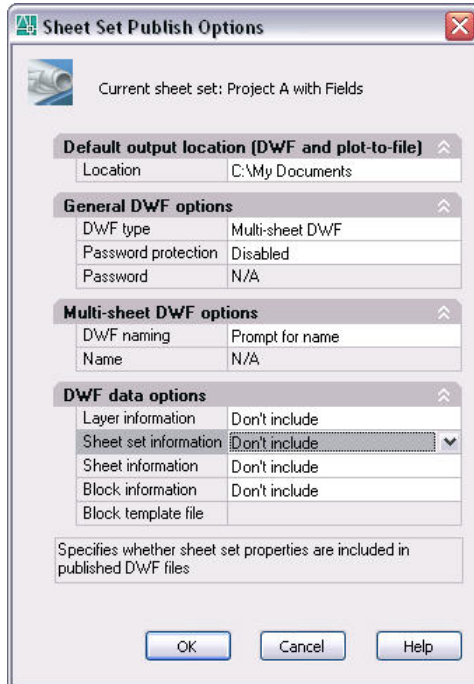 Sheet Set Publish Options
Current sheet set: Project A with Fields
Default output location (DWF and plot-to-file)
Location C:\My Documents
General DWF options
DWF type Multi-sheet DWF
Password protection Disabled
Password N/A
Multi-sheet DWF options
DWF naming Prompt for name
Name N/A
DWF data options
Layer information Don't include
Sheet set information Don't include
Sheet information Don't include
Block information Don't include
Block template file
Specifies whether sheet set properties are included in
published DWF files
OK Cancel Help